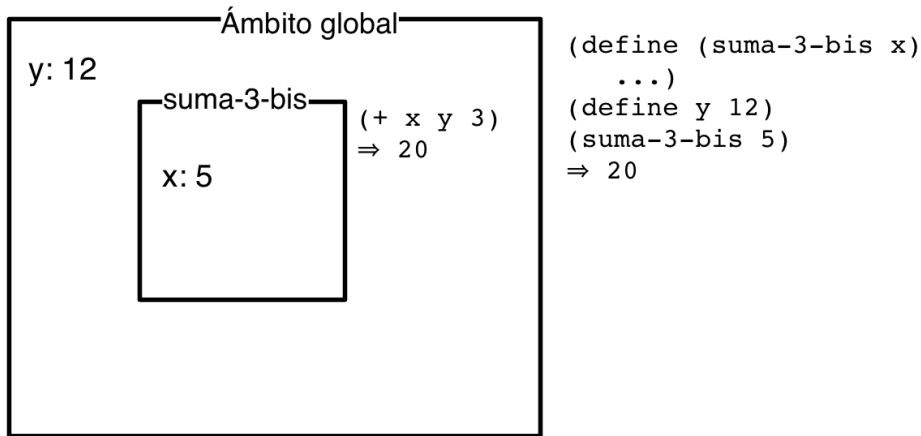 Ámbito global
y: 12
suma-3-bis
x: 5
(+ x y 3)
⇒ 20
(define (suma-3-bis x)
...)
(define y 12)
(suma-3-bis 5)
⇒ 20